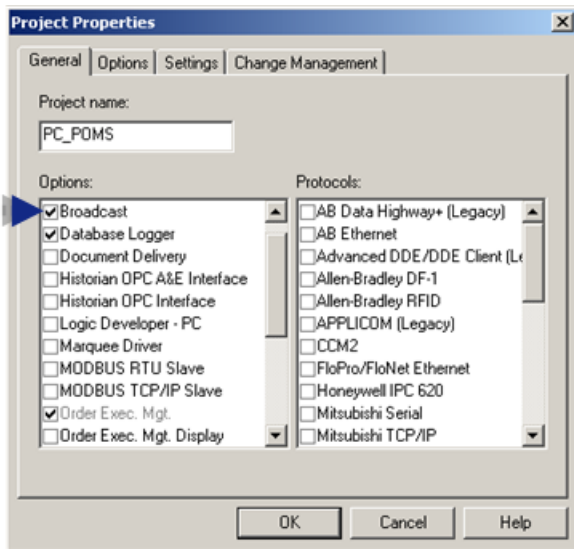 Project Properties
General Options Settings Change Management
Project name:
PC_POMS
Options:
Broadcast
Database Logger
Document Delivery
Historian OPC A&E Interface
Historian OPC Interface
Logic Developer - PC
Marquee Driver
MODBUS RTU Slave
MODBUS TCP/IP Slave
Order Exec. Mgt.
Order Exec. Mgt. Display
Protocols:
AB Data Highway+ (Legacy)
AB Ethernet
Advanced DDE/DDE Client (Le
Allen-Bradley DF-1
Allen-Bradley RFID
APPLICOM (Legacy)
CCM2
FloPro/FloNet Ethernet
Honeywell IPC 620
Mitsubishi Serial
Mitsubishi TCP/IP
OK Cancel Help